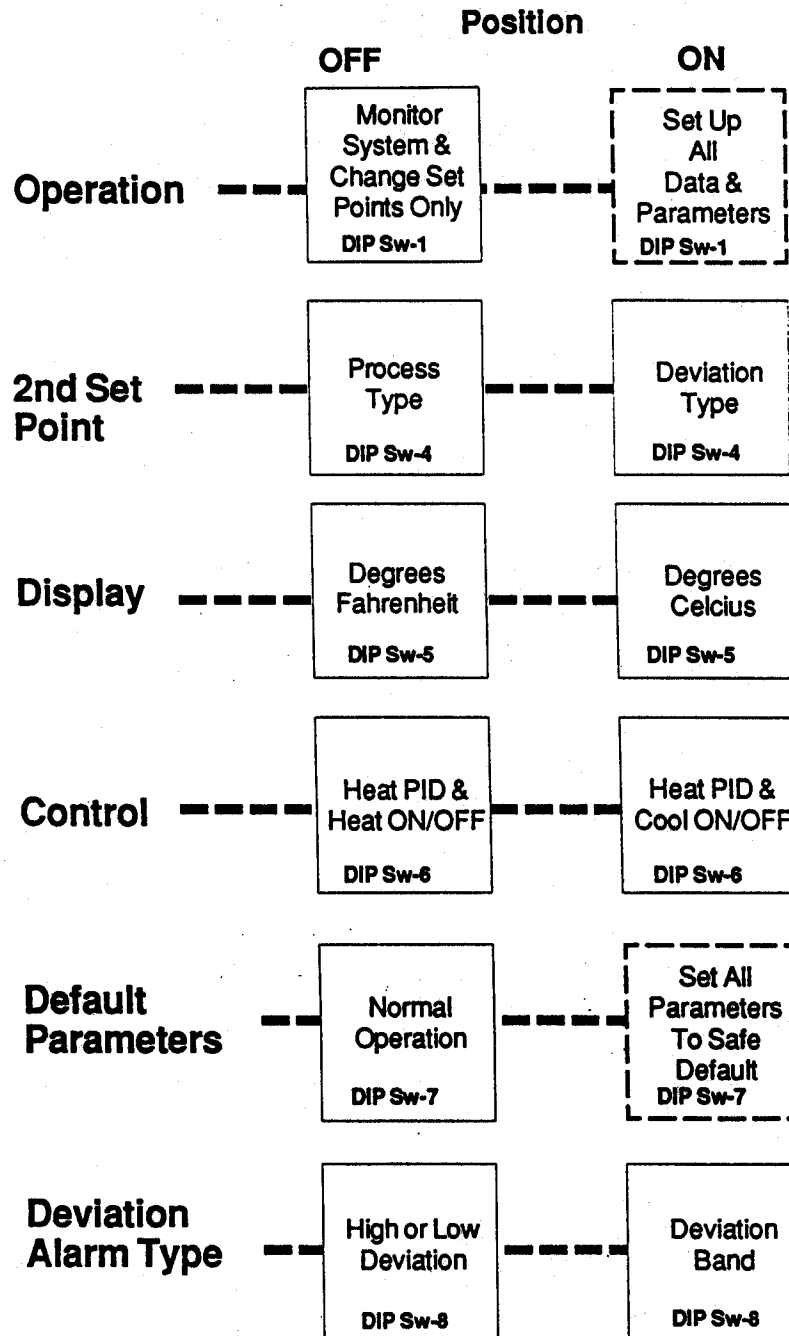 Position
OFF ON
Monitor
System &
Change Set
Points Only
DIP Sw-1
Set Up
All
Data &
Parameters
DIP Sw-1
Operation
2nd Set
Point
Process
Type
DIP Sw-4
Deviation
Type
DIP Sw-4
Display
Degrees
Fahrenheit
DIP Sw-5
Degrees
Celcius
DIP Sw-5
Control
Heat PID &
Heat ON/OFF
DIP Sw-6
Heat PID &
Cool ON/OFF
DIP Sw-6
Default
Parameters
Normal
Operation
DIP Sw-7
Set All
Parameters
To Safe
Default
DIP Sw-7
Deviation
Alarm Type
High or Low
Deviation
DIP Sw-8
Deviation
Band
DIP Sw-8